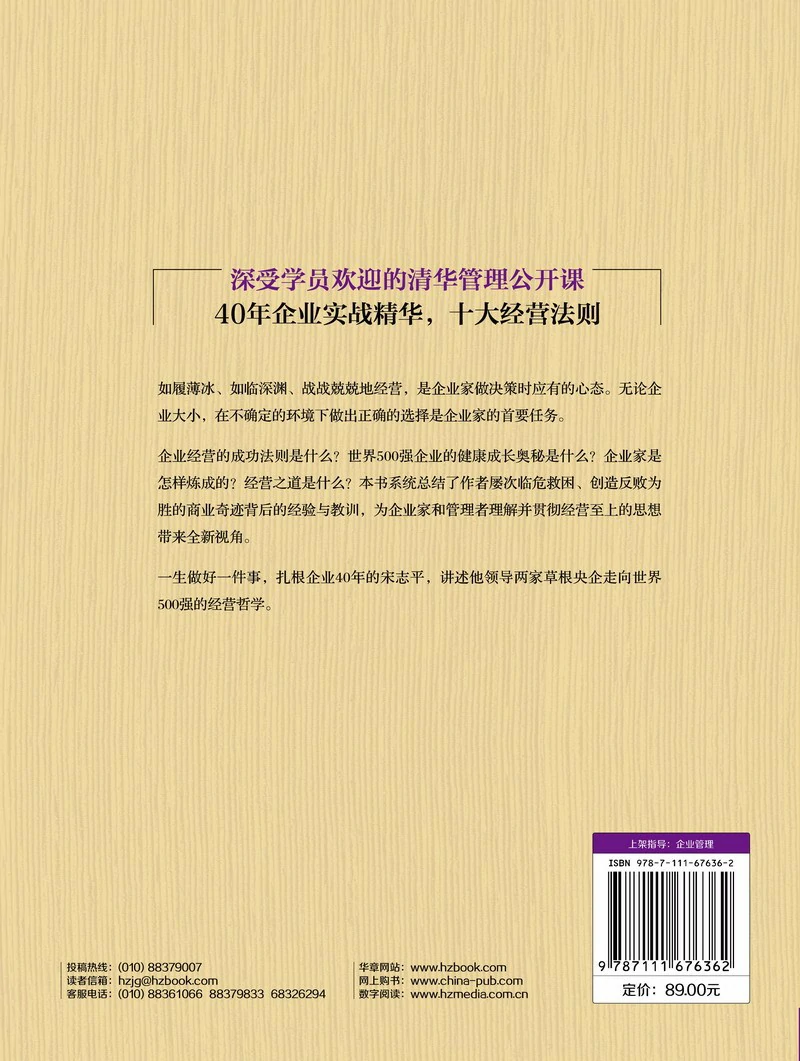 深受学员欢迎的清华管理公开课
40年企业实战精华，十大经营法则
如履薄冰、如临深渊、战战兢兢地经营，是企业家做决策时应有的心态。无论企
业大小，在不确定的环境下做出正确的选择是企业家的首要任务。
企业经营的成功法则是什么？世界500强企业的健康成长奥秘是什么？企业家是
怎样炼成的？经营之道是什么？本书系统总结了作者屡次临危救困、创造反败为
胜的商业奇迹背后的经验与教训，为企业家和管理者理解并贯彻经营至上的思想
带来全新视角。
一生做好一件事，扎根企业40年的宋志平，讲述他领导两家草根央企走向世界
500强的经营哲学。
上架指导：企业管理
ISBN 978-7-111-67636-2
9 787111 676362
定价：89.00元
投稿热线：(010) 88379007
读者信箱：hzjg@hzbook.com
客服电话：(010) 88361066 88379833 68326294
华章网站：www.hzbook.com
网上购书：www.china-pub.com
数字阅读：www.hzmedia.com.cn